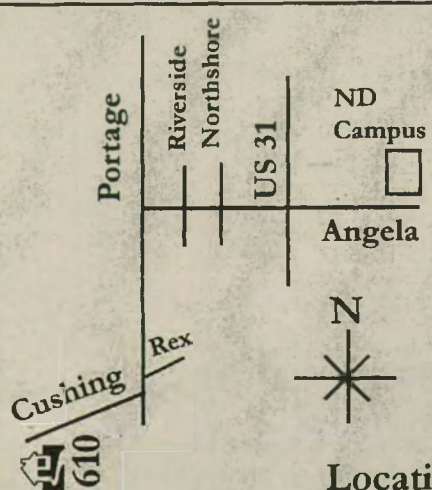 Portage
Riverside
Northshore
US 31
ND
Campus
Angela
N
Rex
Cushing
610